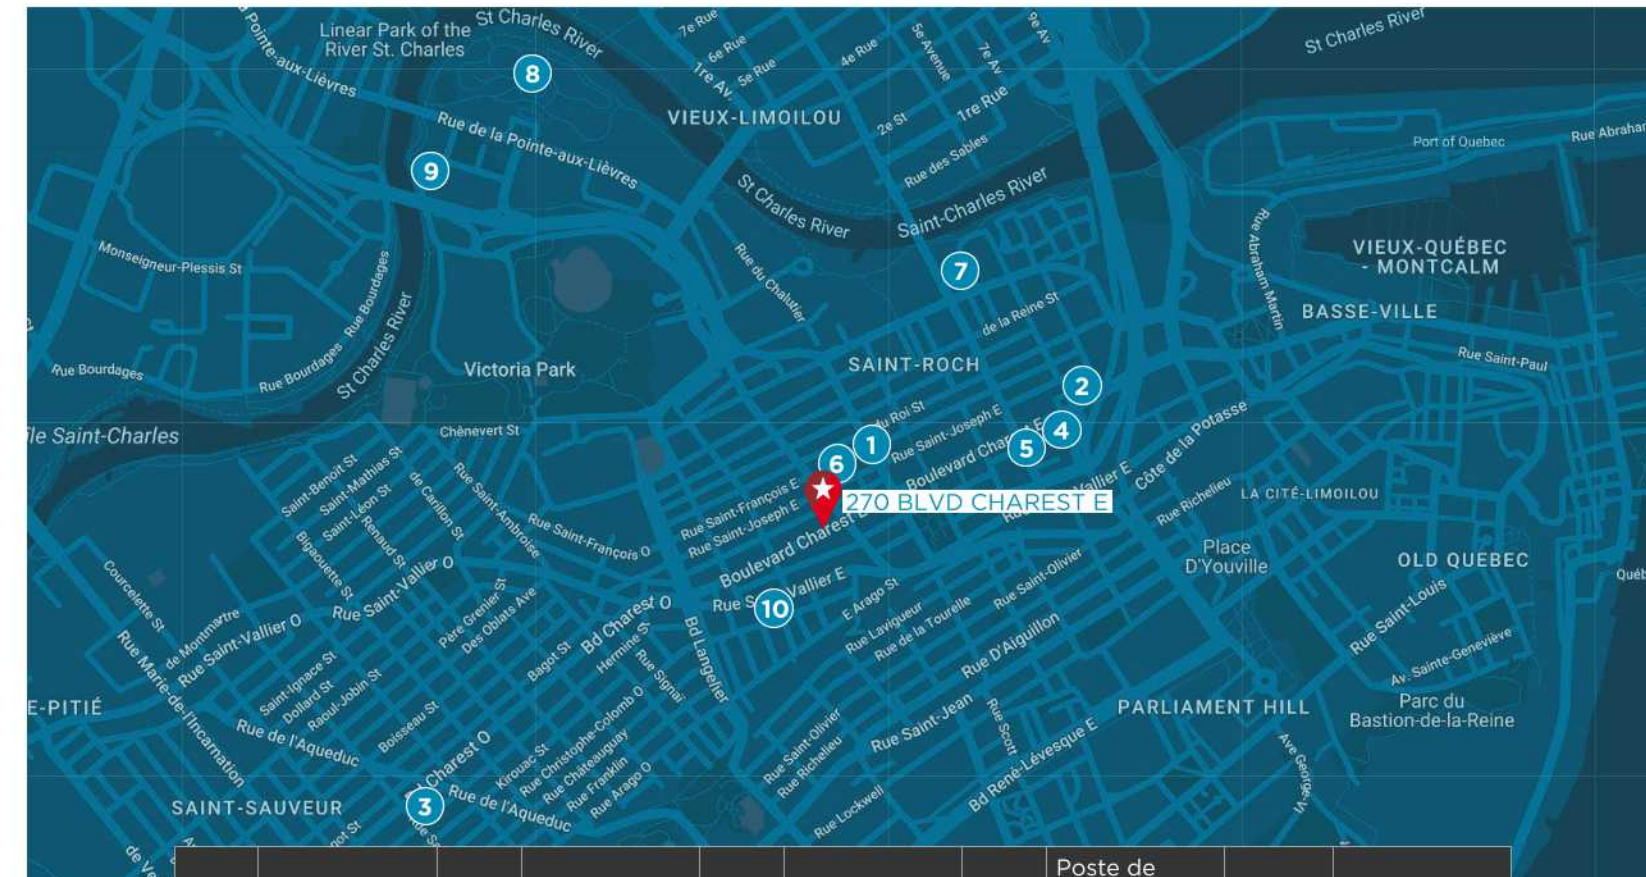 St Charles River
7e Rue
6e Rue
5e Rue
1re Av.
4e Rue
5e Avenue
7e Av
9e Av
St Charles River
Linear Park of the
River St. Charles
8
Pointe-aux-Lièvres
Rue de la Pointe-aux-Lièvres
VIEUX-LIMOILOU
2e St
1re Rue
Rue des Sables
Port of Quebec
Rue Abraham
9
St Charles River
Saint-Charles River
Rue Abraham Martin
VIEUX-QUÉBEC
- MONTCALM
Monseigneur-Plessis St
Rue Bourdages
Rue du Chalutier
7
de la Reine St
BASSE-VILLE
Rue Bourdages
Rue Bourdages
St Charles River
Victoria Park
SAINT-ROCH
Rue Saint-Paul
2
Île Saint-Charles
Chênevert St
du Roi St
Rue Saint-Joseph E
Boulevard Charest E
1
4
5
6
Côte de la Potasse
270 BLVD CHAREST E
Saint-Benoît St
Saint-Mathias St
Saint-Léon St
Renaud St
de Carillon St
Bigaouette St
Rue Saint-Ambroise
Rue Saint-François O
Rue Saint-François E
Rue Saint-Joseph E
Boulevard Charest E
Vallier E
Rue Richelieu
LA CITÉ-LIMOILOU
Place
D'Youville
OLD QUEBEC
Québ
Courcelette St
de Montmartre
Rue Saint-Vallier O
Rue Saint-Vallier O
Père Grenier St
Des Oblats Ave
Bd Charest O
Rue S Vallier E
10
E Arago St
Rue Saint-Olivier
Rue Lavigueur
Rue de la Tourelle
Rue D'Aiguillon
Rue Saint-Louis
Av. Sainte-Geneviève
E-PITIÉ
Rue Marie-de-l'Incarnation
Saint-Ignace St
Dollard St
Raoul-Jobin St
Bagot St
Hermine St
Rue Signaï
Bd Langelier
Boisseau St
Rue de l'Aqueduc
Charest O
Kirouac St
Rue Christophe-Colomb O
Rue Châteauguay
Rue Franklin
Rue Arago O
Rue Saint-Olivier
Rue Richelieu
Rue Saint-Jean
Rue Scott
Bd René-Lévesque E
PARLIAMENT HILL
Parc du
Bastion-de-la-Reine
Ave George-VI
SAINT-SAUVEUR
3
Rue de l'Aqueduc
Rue Lockwell
Poste de